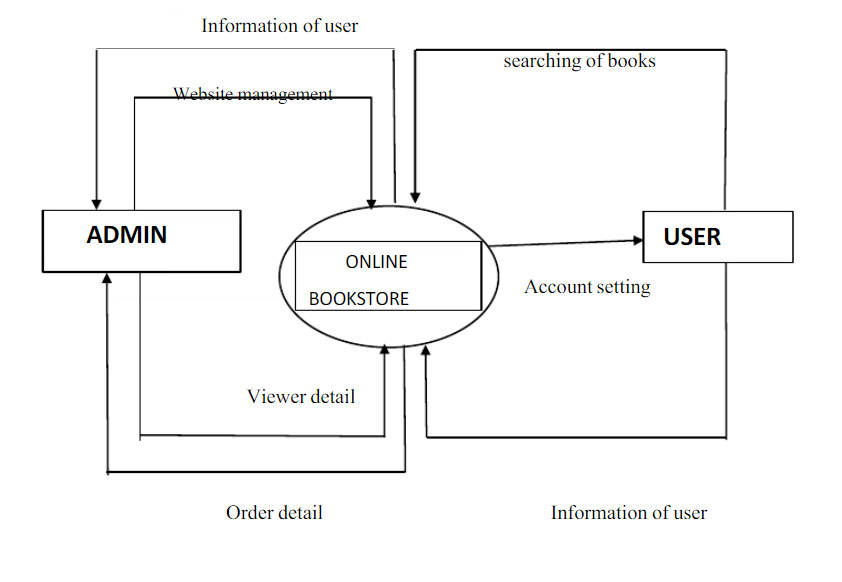 Information of user
searching of books
Website management
ADMIN
USER
ONLINE
BOOKSTORE
Account setting
Viewer detail
Order detail
Information of user